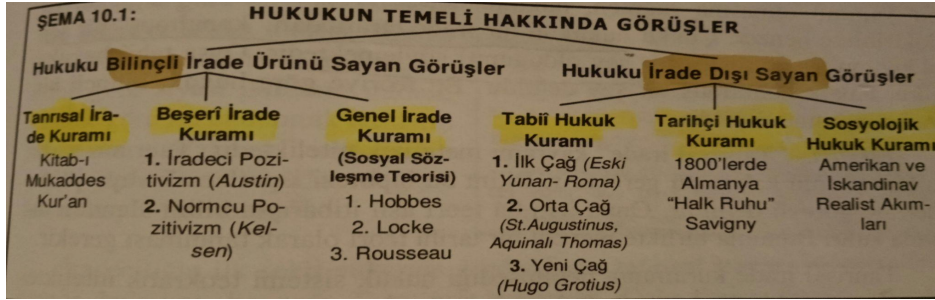 ŞEMA 10.1:
HUKUKUN TEMELİ HAKKINDA GÖRÜŞLER
Hukuku Bilinçli İrade Ürünü Sayan Görüşler
Hukuku İrade Dışı Sayan Görüşler
Tanrısal İra-
de Kuramı
Kitab-ı
Mukaddes
Kur'an
Beşerî İrade
Kuramı
1. İradeci Pozi-
tivizm (Austin)
2. Normcu Po-
zitivizm (Kel-
sen)
Genel İrade
Kuramı
(Sosyal Söz-
leşme Teorisi)
1. Hobbes
2. Locke
3. Rousseau
Tabiî Hukuk
Kuramı
1. İlk Çağ (Eski
Yunan- Roma)
2. Orta Çağ
(St.Augustinus,
Aquinalı Thomas)
3. Yeni Çağ
(Hugo Grotius)
Tarihçi Hukuk
Kuramı
1800'lerde
Almanya
"Halk Ruhu"
Savigny
Sosyolojik
Hukuk Kuramı
Amerikan ve
İskandinav
Realist Akım-
ları